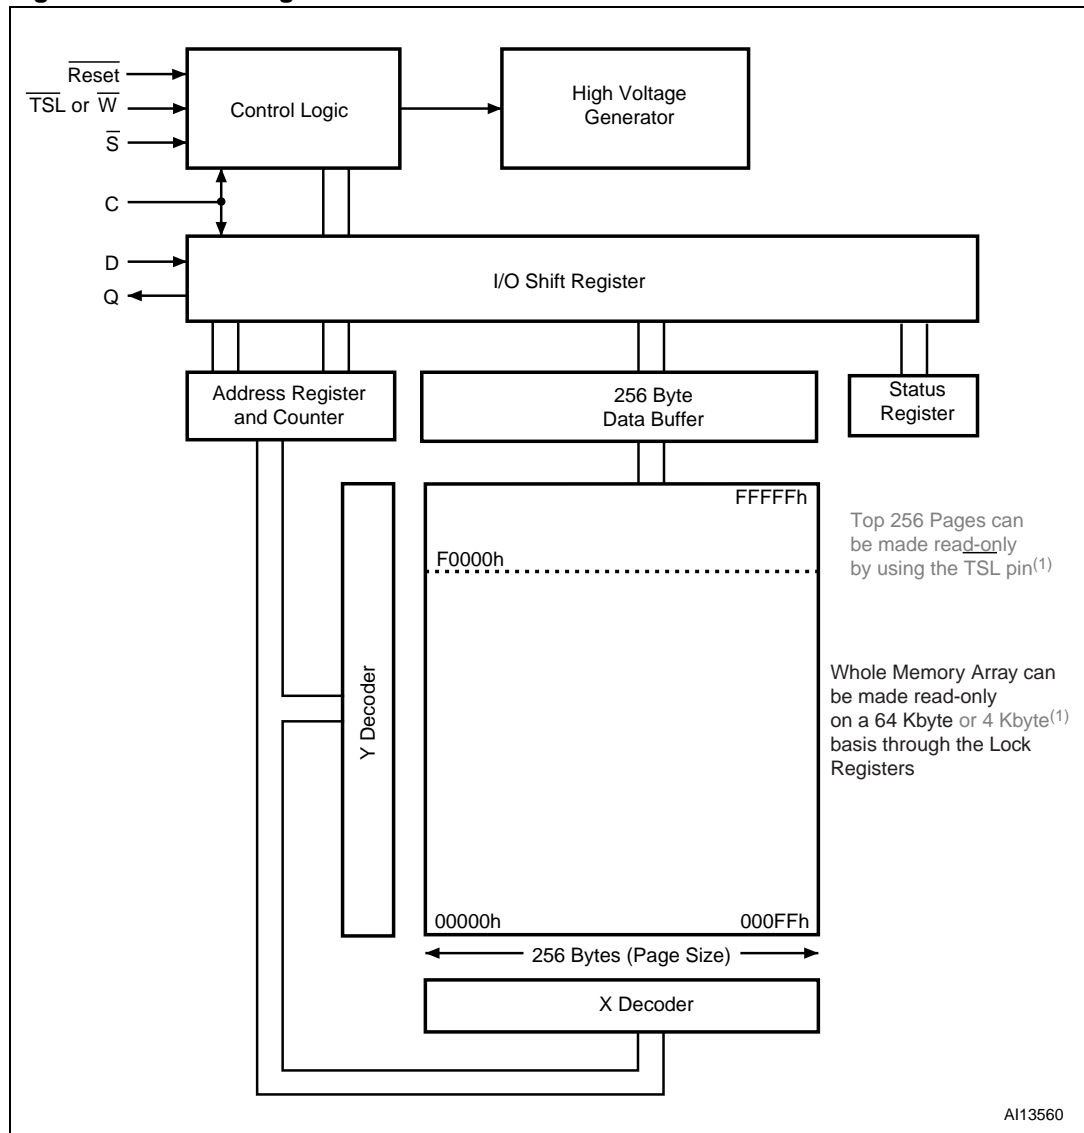 Reset
TSL or W
S
C
D
Q
Control Logic
High Voltage
Generator
I/O Shift Register
Address Register
and Counter
256 Byte
Data Buffer
Status
Register
Y Decoder
FFFFFh
F0000h
00000h
000FFh
256 Bytes (Page Size)
X Decoder
Top 256 Pages can
be made read-only
by using the TSL pin(1)
Whole Memory Array can
be made read-only
on a 64 Kbyte or 4 Kbyte(1)
basis through the Lock
Registers
AI13560